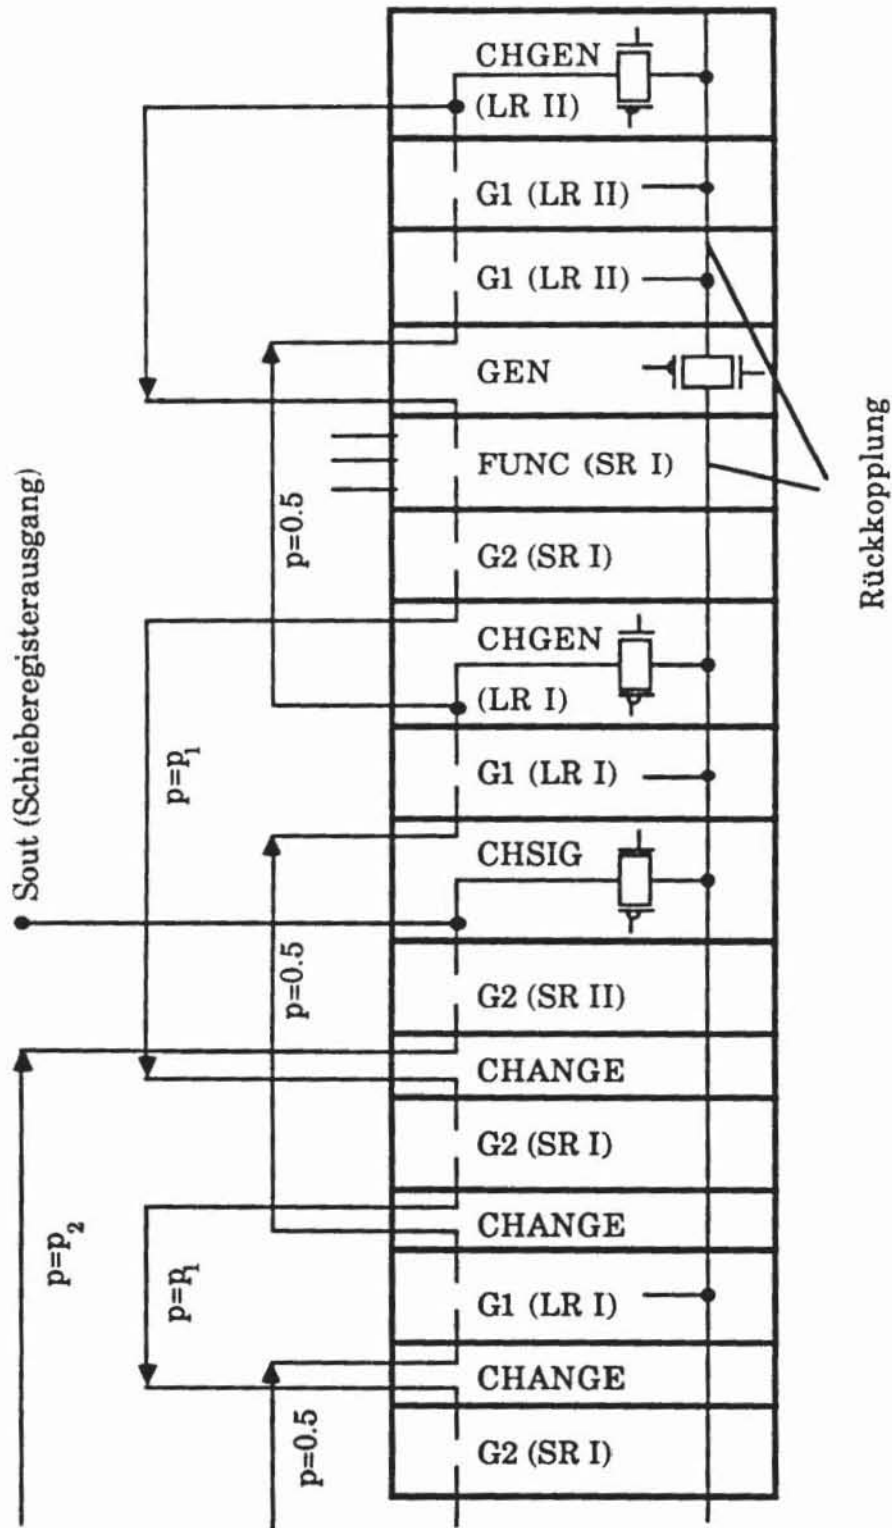 CHGEN
(LR II)
G1 (LR II)
G1 (LR II)
GEN
FUNC (SR I)
G2 (SR I)
CHGEN
(LR I)
G1 (LR I)
CHSIG
G2 (SR II)
CHANGE
G2 (SR I)
CHANGE
G1 (LR I)
CHANGE
G2 (SR I)
Sout (Schieberegisterausgang)
p=0.5
p=p₁
p=0.5
p=p₂
p=p₁
p=0.5
Rückkopplung